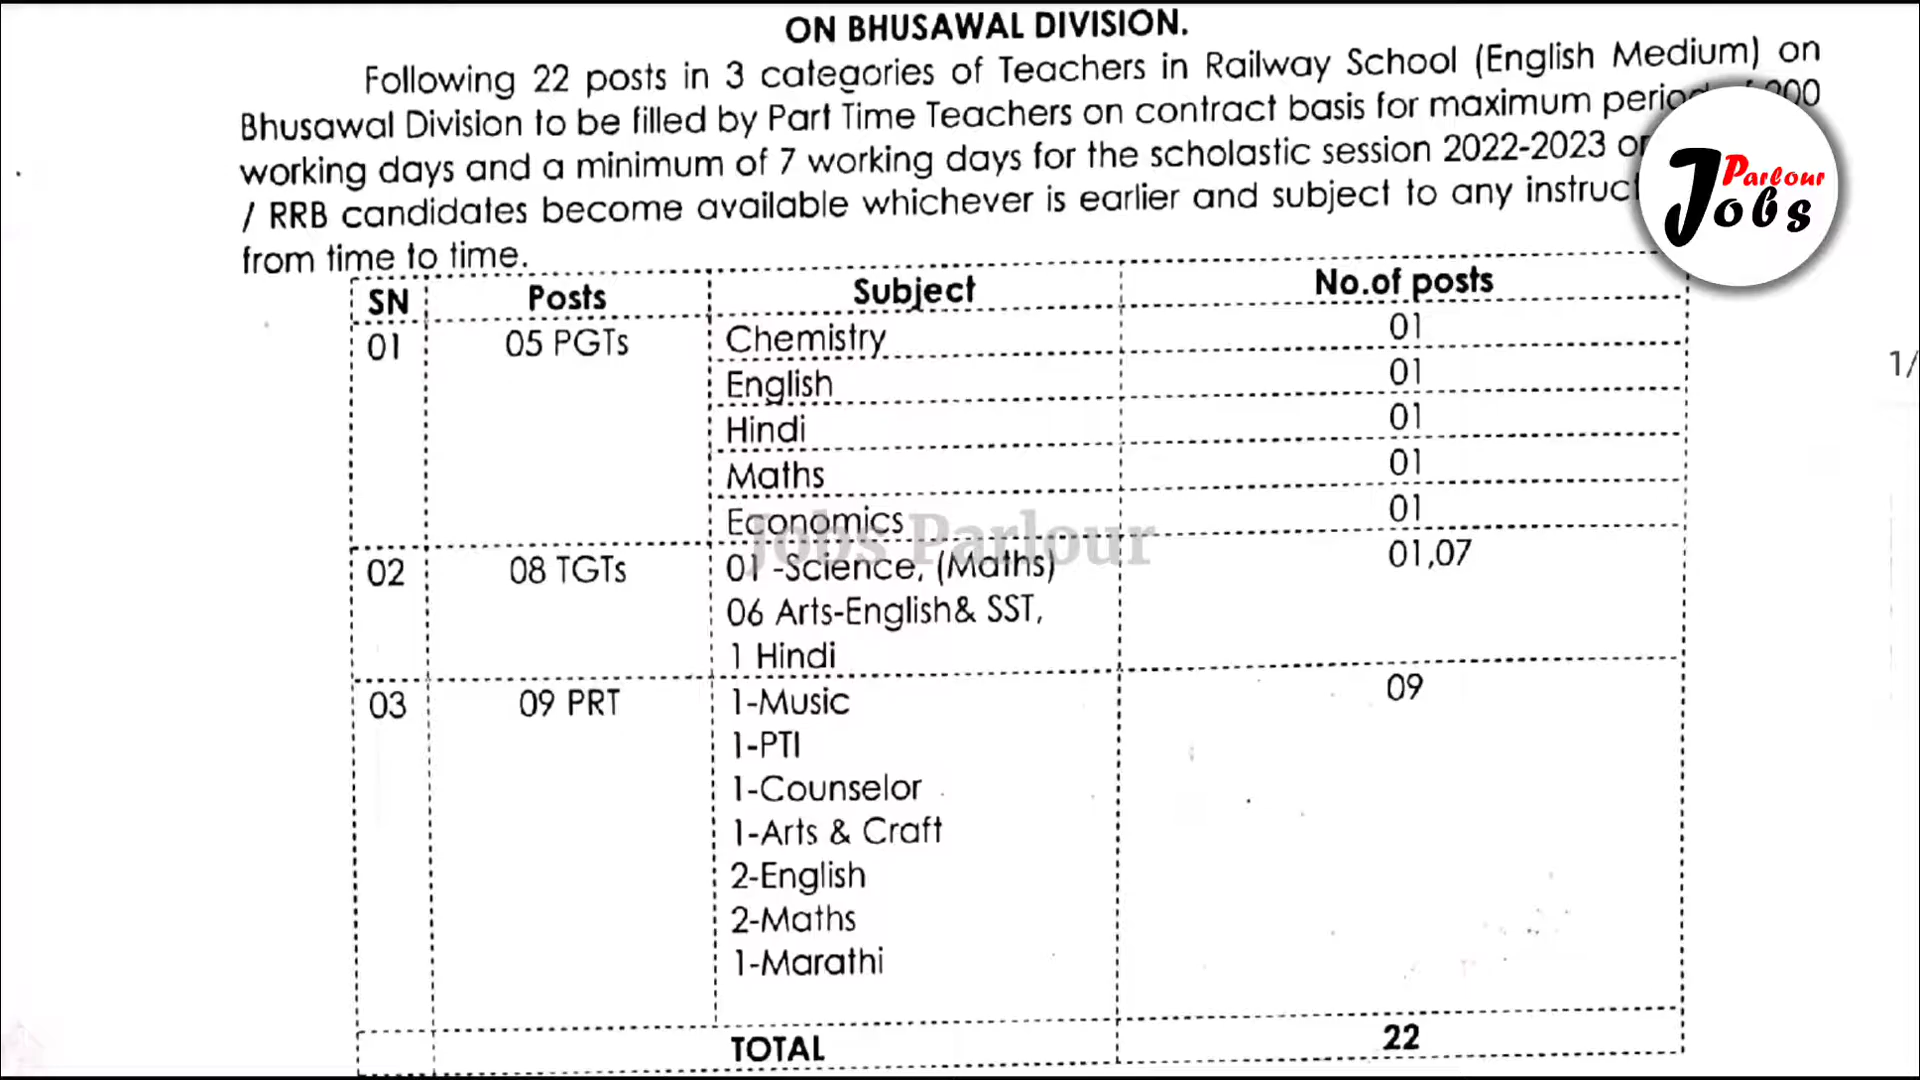 ON BHUSAWAL DIVISION.
Following 22 posts in 3 categories of Teachers in Railway School (English Medium) on
Bhusawal Division to be filled by Part Time Teachers on contract basis for maximum
working days and a minimum of 7 working days for the scholastic session 2022-2023
/ RRB candidates become available whichever is earlier and subject to any
from time to time.
Parlour
Jobs
SN Posts Subject No.of posts
01 05 PGTs Chemistry 01
English 01
Hindi 01
Maths 01
Economics 01
Jobs Parlour
02 08 TGTs 01 -Science, (Maths) 01,07
06 Arts-English& SST,
1 Hindi
03 09 PRT 1-Music 09
1-PTI
1-Counselor
1-Arts & Craft
2-English
2-Maths
1-Marathi
TOTAL 22
1/